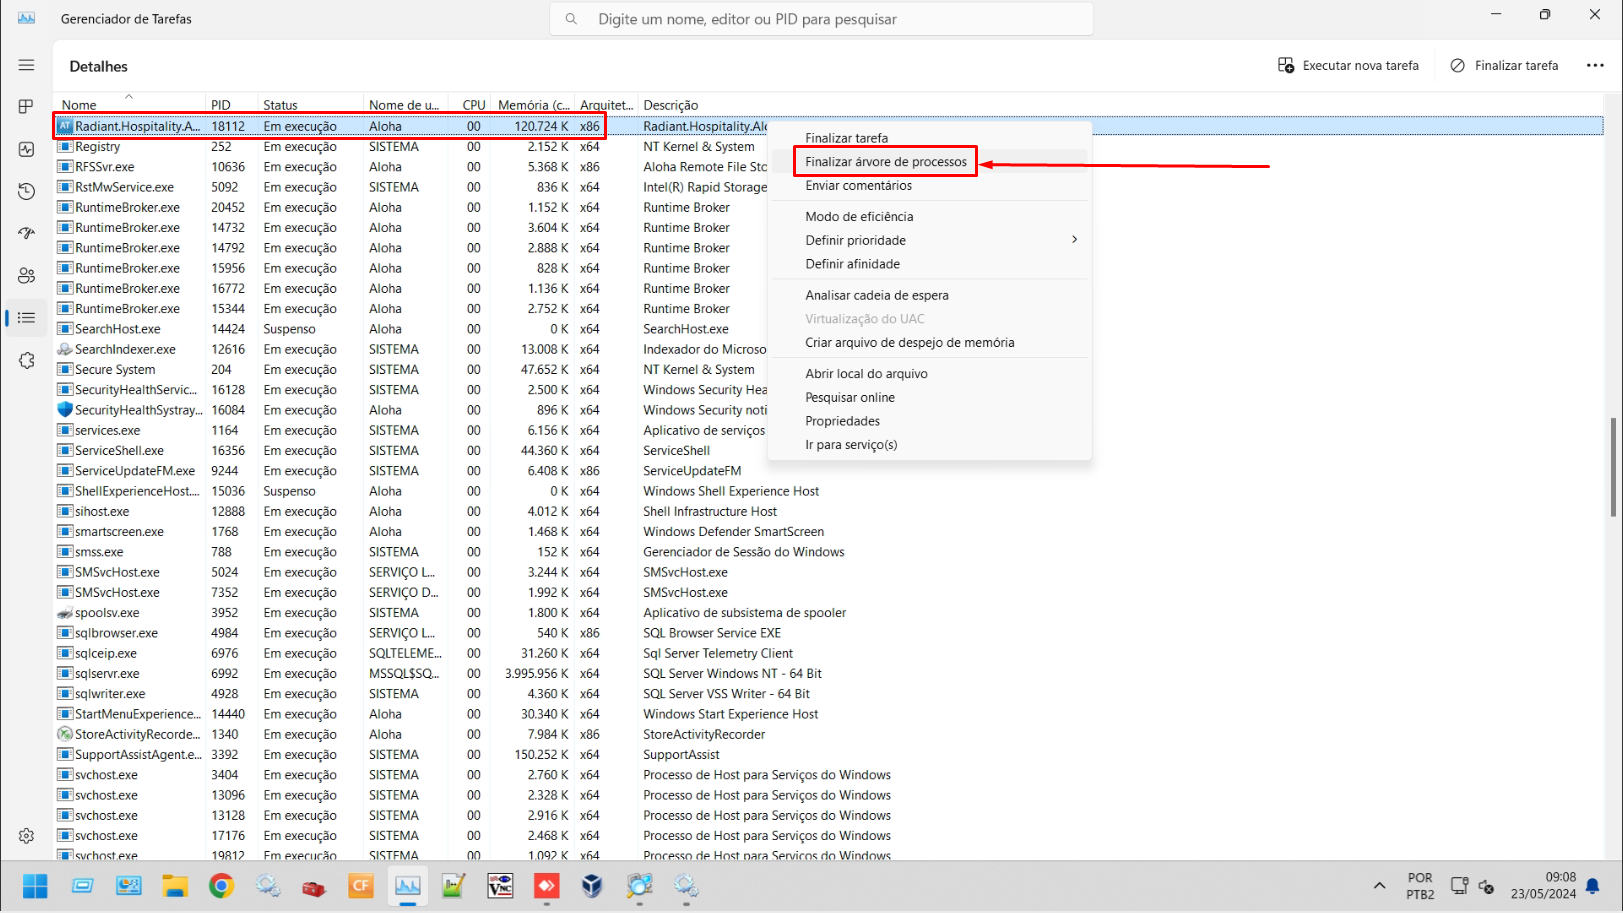 Gerenciador de Tarefas
Digite um nome, editor ou PID para pesquisar
Detalhes
Executar nova tarefa
Finalizar tarefa
Nome PID Status Nome de u... CPU Memória (c... Arquitet... Descrição
Radiant.Hospitality.A... 18112 Em execução Aloha 00 120.724 K x86 Radiant.Hospitality.Alo
Registry 252 Em execução SISTEMA 00 2.152 K x64 NT Kernel & System
RFSSvr.exe 10636 Em execução Aloha 00 5.368 K x86 Aloha Remote File Sto
RstMwService.exe 5092 Em execução SISTEMA 00 836 K x64 Intel(R) Rapid Storage
RuntimeBroker.exe 20452 Em execução Aloha 00 1.152 K x64 Runtime Broker
RuntimeBroker.exe 14732 Em execução Aloha 00 3.604 K x64 Runtime Broker
RuntimeBroker.exe 14792 Em execução Aloha 00 2.888 K x64 Runtime Broker
RuntimeBroker.exe 15956 Em execução Aloha 00 828 K x64 Runtime Broker
RuntimeBroker.exe 16772 Em execução Aloha 00 1.136 K x64 Runtime Broker
RuntimeBroker.exe 15344 Em execução Aloha 00 2.752 K x64 Runtime Broker
SearchHost.exe 14424 Suspenso Aloha 00 0 K x64 SearchHost.exe
SearchIndexer.exe 12616 Em execução SISTEMA 00 13.008 K x64 Indexador do Microso
Secure System 204 Em execução SISTEMA 00 47.652 K x64 NT Kernel & System
SecurityHealthServic... 16128 Em execução SISTEMA 00 2.500 K x64 Windows Security Hea
SecurityHealthSystray... 16084 Em execução Aloha 00 896 K x64 Windows Security noti
services.exe 1164 Em execução SISTEMA 00 6.156 K x64 Aplicativo de serviços
ServiceShell.exe 16356 Em execução SISTEMA 00 44.360 K x64 ServiceShell
ServiceUpdateFM.exe 9244 Em execução SISTEMA 00 6.408 K x86 ServiceUpdateFM
ShellExperienceHost.... 15036 Suspenso Aloha 00 0 K x64 Windows Shell Experience Host
sihost.exe 12888 Em execução Aloha 00 4.012 K x64 Shell Infrastructure Host
smartscreen.exe 1768 Em execução Aloha 00 1.468 K x64 Windows Defender SmartScreen
smss.exe 788 Em execução SISTEMA 00 152 K x64 Gerenciador de Sessão do Windows
SMSvcHost.exe 5024 Em execução SERVIÇO L... 00 3.244 K x64 SMSvcHost.exe
SMSvcHost.exe 7352 Em execução SERVIÇO D... 00 1.992 K x64 SMSvcHost.exe
spoolsv.exe 3952 Em execução SISTEMA 00 1.800 K x64 Aplicativo de subsistema de spooler
sqlbrowser.exe 4984 Em execução SERVIÇO L... 00 540 K x86 SQL Browser Service EXE
sqlceip.exe 6976 Em execução SQLTELEME... 00 31.260 K x64 Sql Server Telemetry Client
sqlservr.exe 6992 Em execução MSSQL$SQ... 00 3.995.956 K x64 SQL Server Windows NT - 64 Bit
sqlwriter.exe 4928 Em execução SISTEMA 00 4.360 K x64 SQL Server VSS Writer - 64 Bit
StartMenuExperience... 14440 Em execução Aloha 00 30.340 K x64 Windows Start Experience Host
StoreActivityRecorde... 1340 Em execução Aloha 00 7.984 K x86 StoreActivityRecorder
SupportAssistAgent.e... 3392 Em execução SISTEMA 00 150.252 K x64 SupportAssist
svchost.exe 3404 Em execução SISTEMA 00 2.760 K x64 Processo de Host para Serviços do Windows
svchost.exe 13096 Em execução SISTEMA 00 2.328 K x64 Processo de Host para Serviços do Windows
svchost.exe 13128 Em execução SISTEMA 00 2.916 K x64 Processo de Host para Serviços do Windows
svchost.exe 17176 Em execução SISTEMA 00 2.468 K x64 Processo de Host para Serviços do Windows
svchost.exe 19812 Em execução SISTEMA 00 1.092 K x64 Processo de Host para Serviços do Windows
Finalizar tarefa
Finalizar árvore de processos
Enviar comentários
Modo de eficiência
Definir prioridade
Definir afinidade
Analisar cadeia de espera
Virtualização do UAC
Criar arquivo de despejo de memória
Abrir local do arquivo
Pesquisar online
Propriedades
Ir para serviço(s)
AT
CF
VNC
POR
PTB2
09:08
23/05/2024